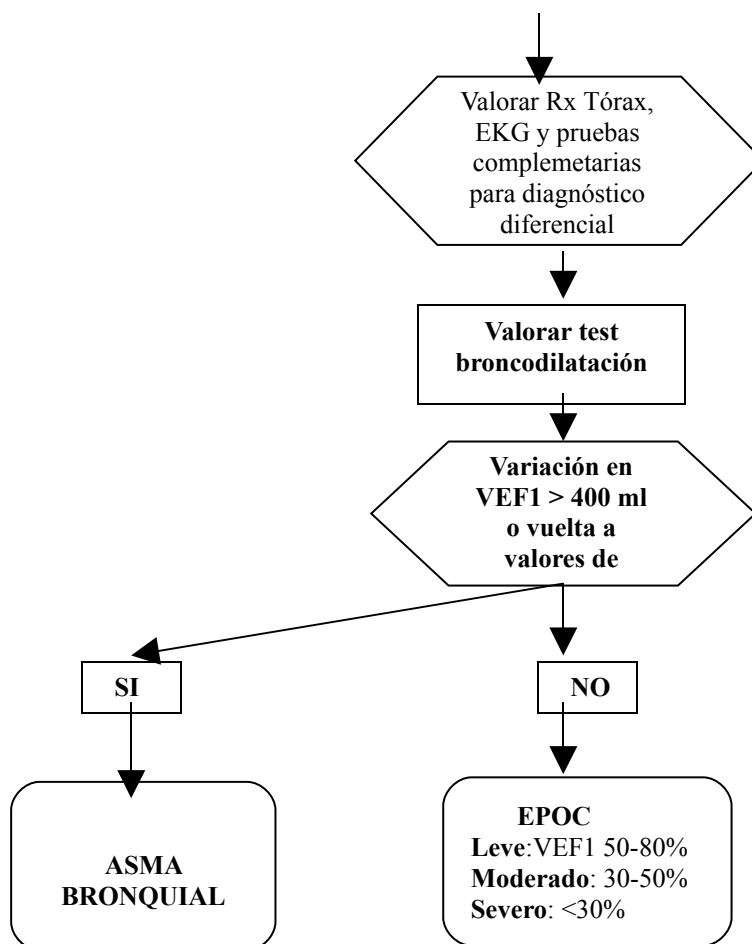 Valorar Rx Tórax,
EKG y pruebas
complemetarias
para diagnóstico
diferencial
Valorar test
broncodilatación
Variación en
VEF1 > 400 ml
o vuelta a
valores de
SI
NO
ASMA
BRONQUIAL
EPOC
Leve:VEF1 50-80%
Moderado: 30-50%
Severo: <30%